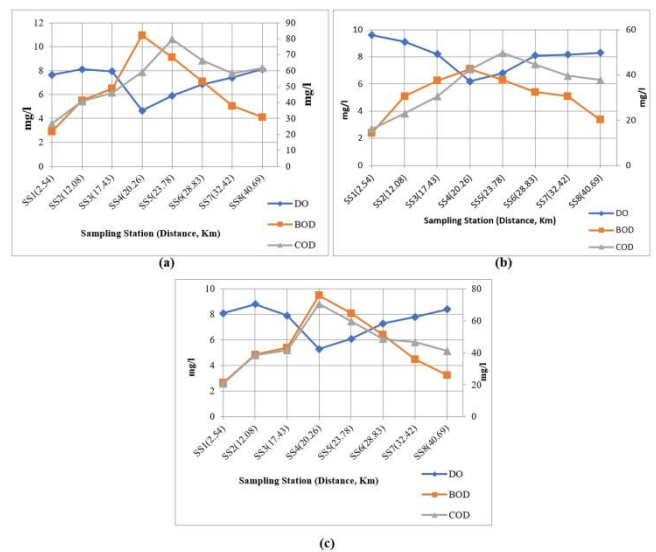 12
10
8
6
4
2
0
mg/l
90
80
70
60
50
40
30
20
10
0
mg/l
SS1(2.54)
SS2(12.08)
SS3(17.43)
SS4(20.26)
SS5(23.78)
SS6(28.83)
SS7(32.42)
SS8(40.69)
Sampling Station (Distance, Km)
DO
BOD
COD
(a)
10
8
6
4
2
0
mg/l
60
40
20
0
mg/l
SS1(2.54)
SS2(12.08)
SS3(17.43)
SS4(20.26)
SS5(23.78)
SS6(28.83)
SS7(32.42)
SS8(40.69)
Sampling Station (Distance, Km)
DO
BOD
COD
(b)
10
8
6
4
2
0
mg/l
80
60
40
20
0
mg/l
SS1(2.54)
SS2(12.08)
SS3(17.43)
SS4(20.26)
SS5(23.78)
SS6(28.83)
SS7(32.42)
SS8(40.69)
Sampling Station (Distance, Km)
DO
BOD
COD
(c)